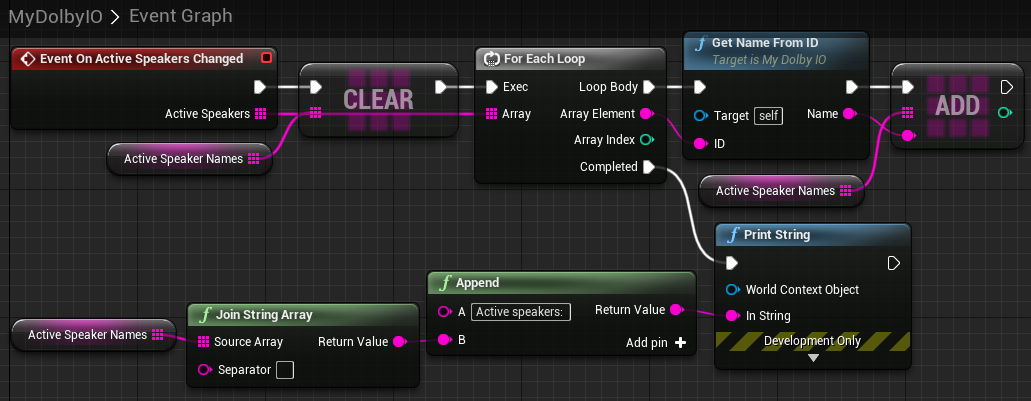 MyDolbyIO > Event Graph
Event On Active Speakers Changed
Active Speakers
Active Speaker Names
CLEAR
For Each Loop
Exec Loop Body
Array Array Element
Array Index
Completed
f Get Name From ID
Target is My Dolby IO
Target self Name
ID
ADD
Active Speaker Names
f Print String
World Context Object
In String
Development Only
f Append
A Active speakers: Return Value
B
Add pin +
Active Speaker Names
f Join String Array
Source Array Return Value
Separator